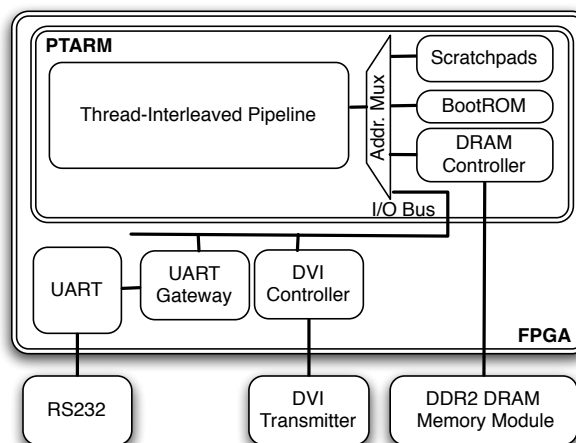 PTARM
Thread-Interleaved Pipeline
Addr. Mux
Scratchpads
BootROM
DRAM
Controller
I/O Bus
UART
UART
Gateway
DVI
Controller
FPGA
RS232
DVI
Transmitter
DDR2 DRAM
Memory Module